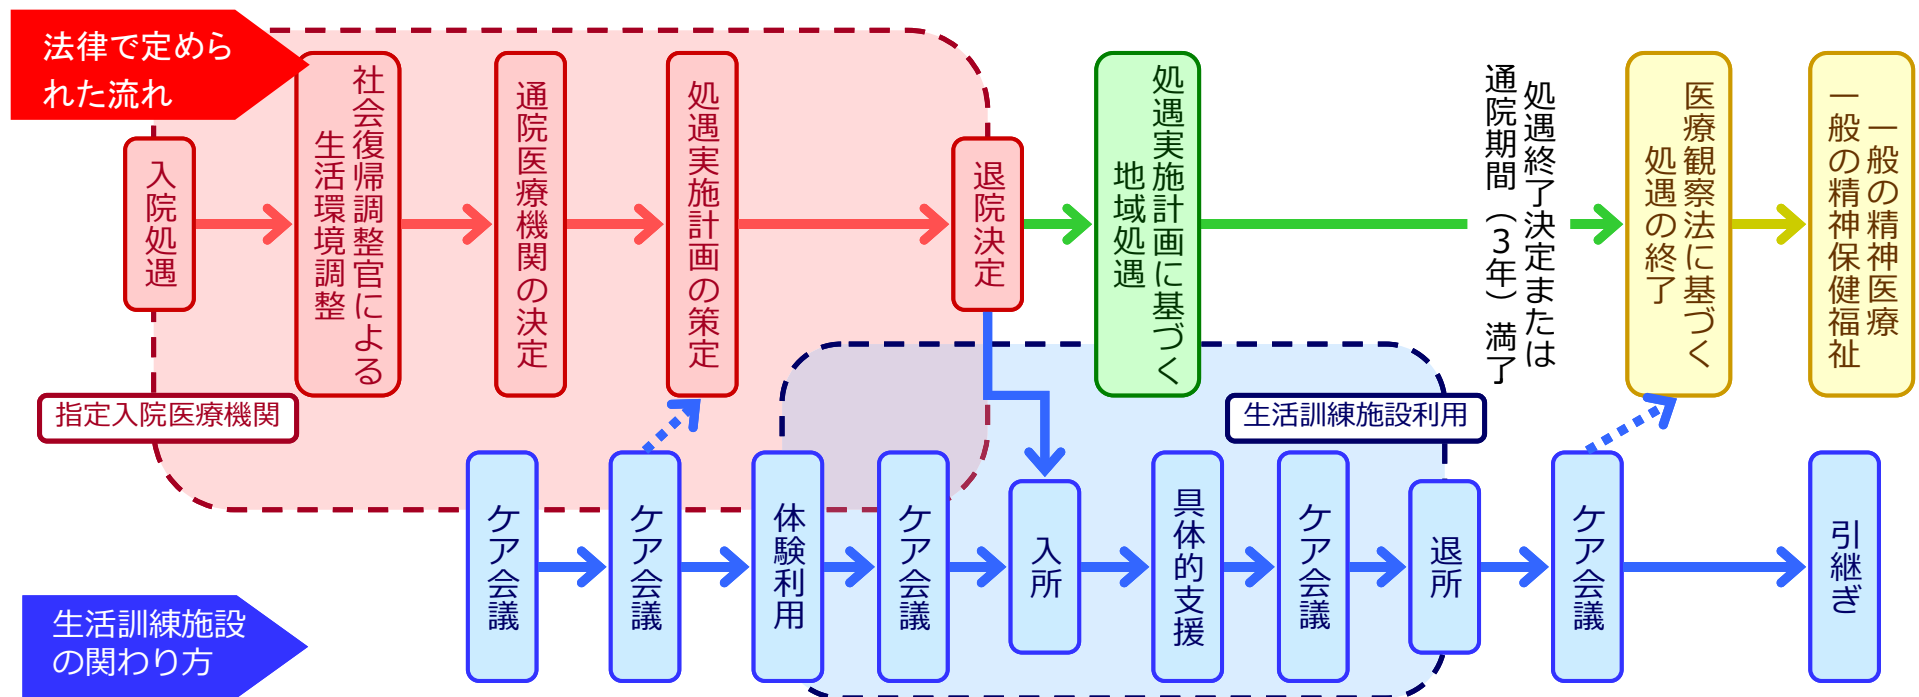 法律で定めら
れた流れ
入院処遇
社会復帰調整官による
生活環境調整
通院医療機関の決定
処遇実施計画の策定
退院決定
処遇実施計画に基づく
地域処遇
処遇終了決定または
通院期間（3年）満了
医療観察法に基づく
処遇の終了
一般の精神医療
一般の精神保健福祉
指定入院医療機関
生活訓練施設利用
生活訓練施設
の関わり方
ケア会議
ケア会議
体験利用
ケア会議
入所
具体的支援
ケア会議
退所
ケア会議
引継ぎ